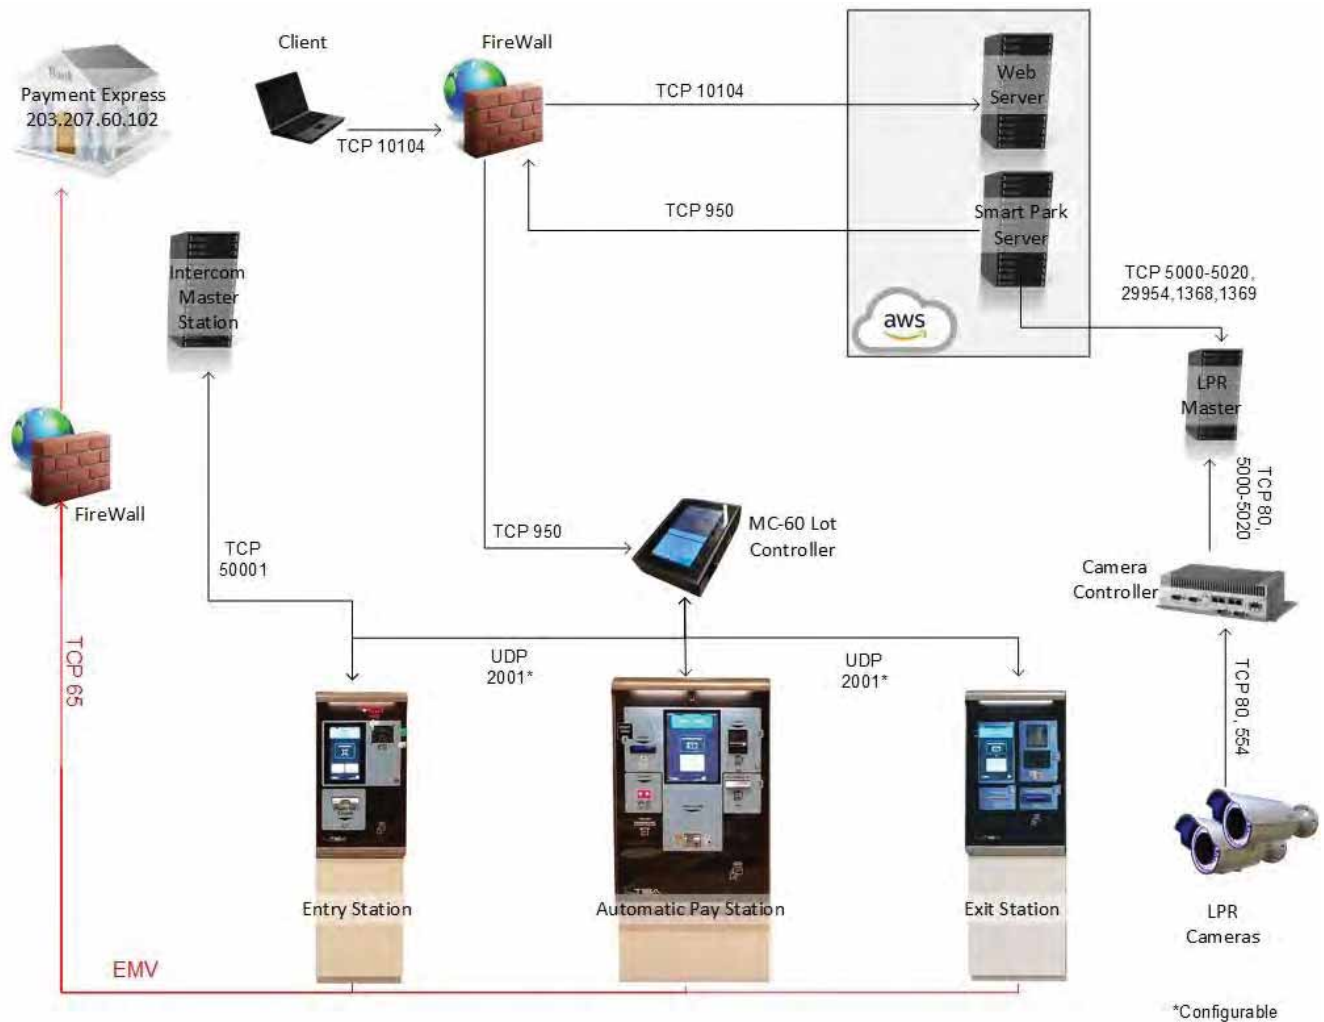 Client
FireWall
Bank
Payment Express
203.207.60.102
TCP 10104
TCP 10104
Web
Server
TCP 950
Smart Park
Server
aws
Intercom
Master
Station
TCP 5000-5020,
29954,1368,1369
LPR
Master
TCP 80,
5000-5020
FireWall
TCP
50001
TCP 950
MC-60 Lot
Controller
Camera
Controller
TCP 65
UDP
2001*
UDP
2001*
TCP 80, 554
Entry Station
Automatic Pay Station
Exit Station
LPR
Cameras
EMV
*Configurable